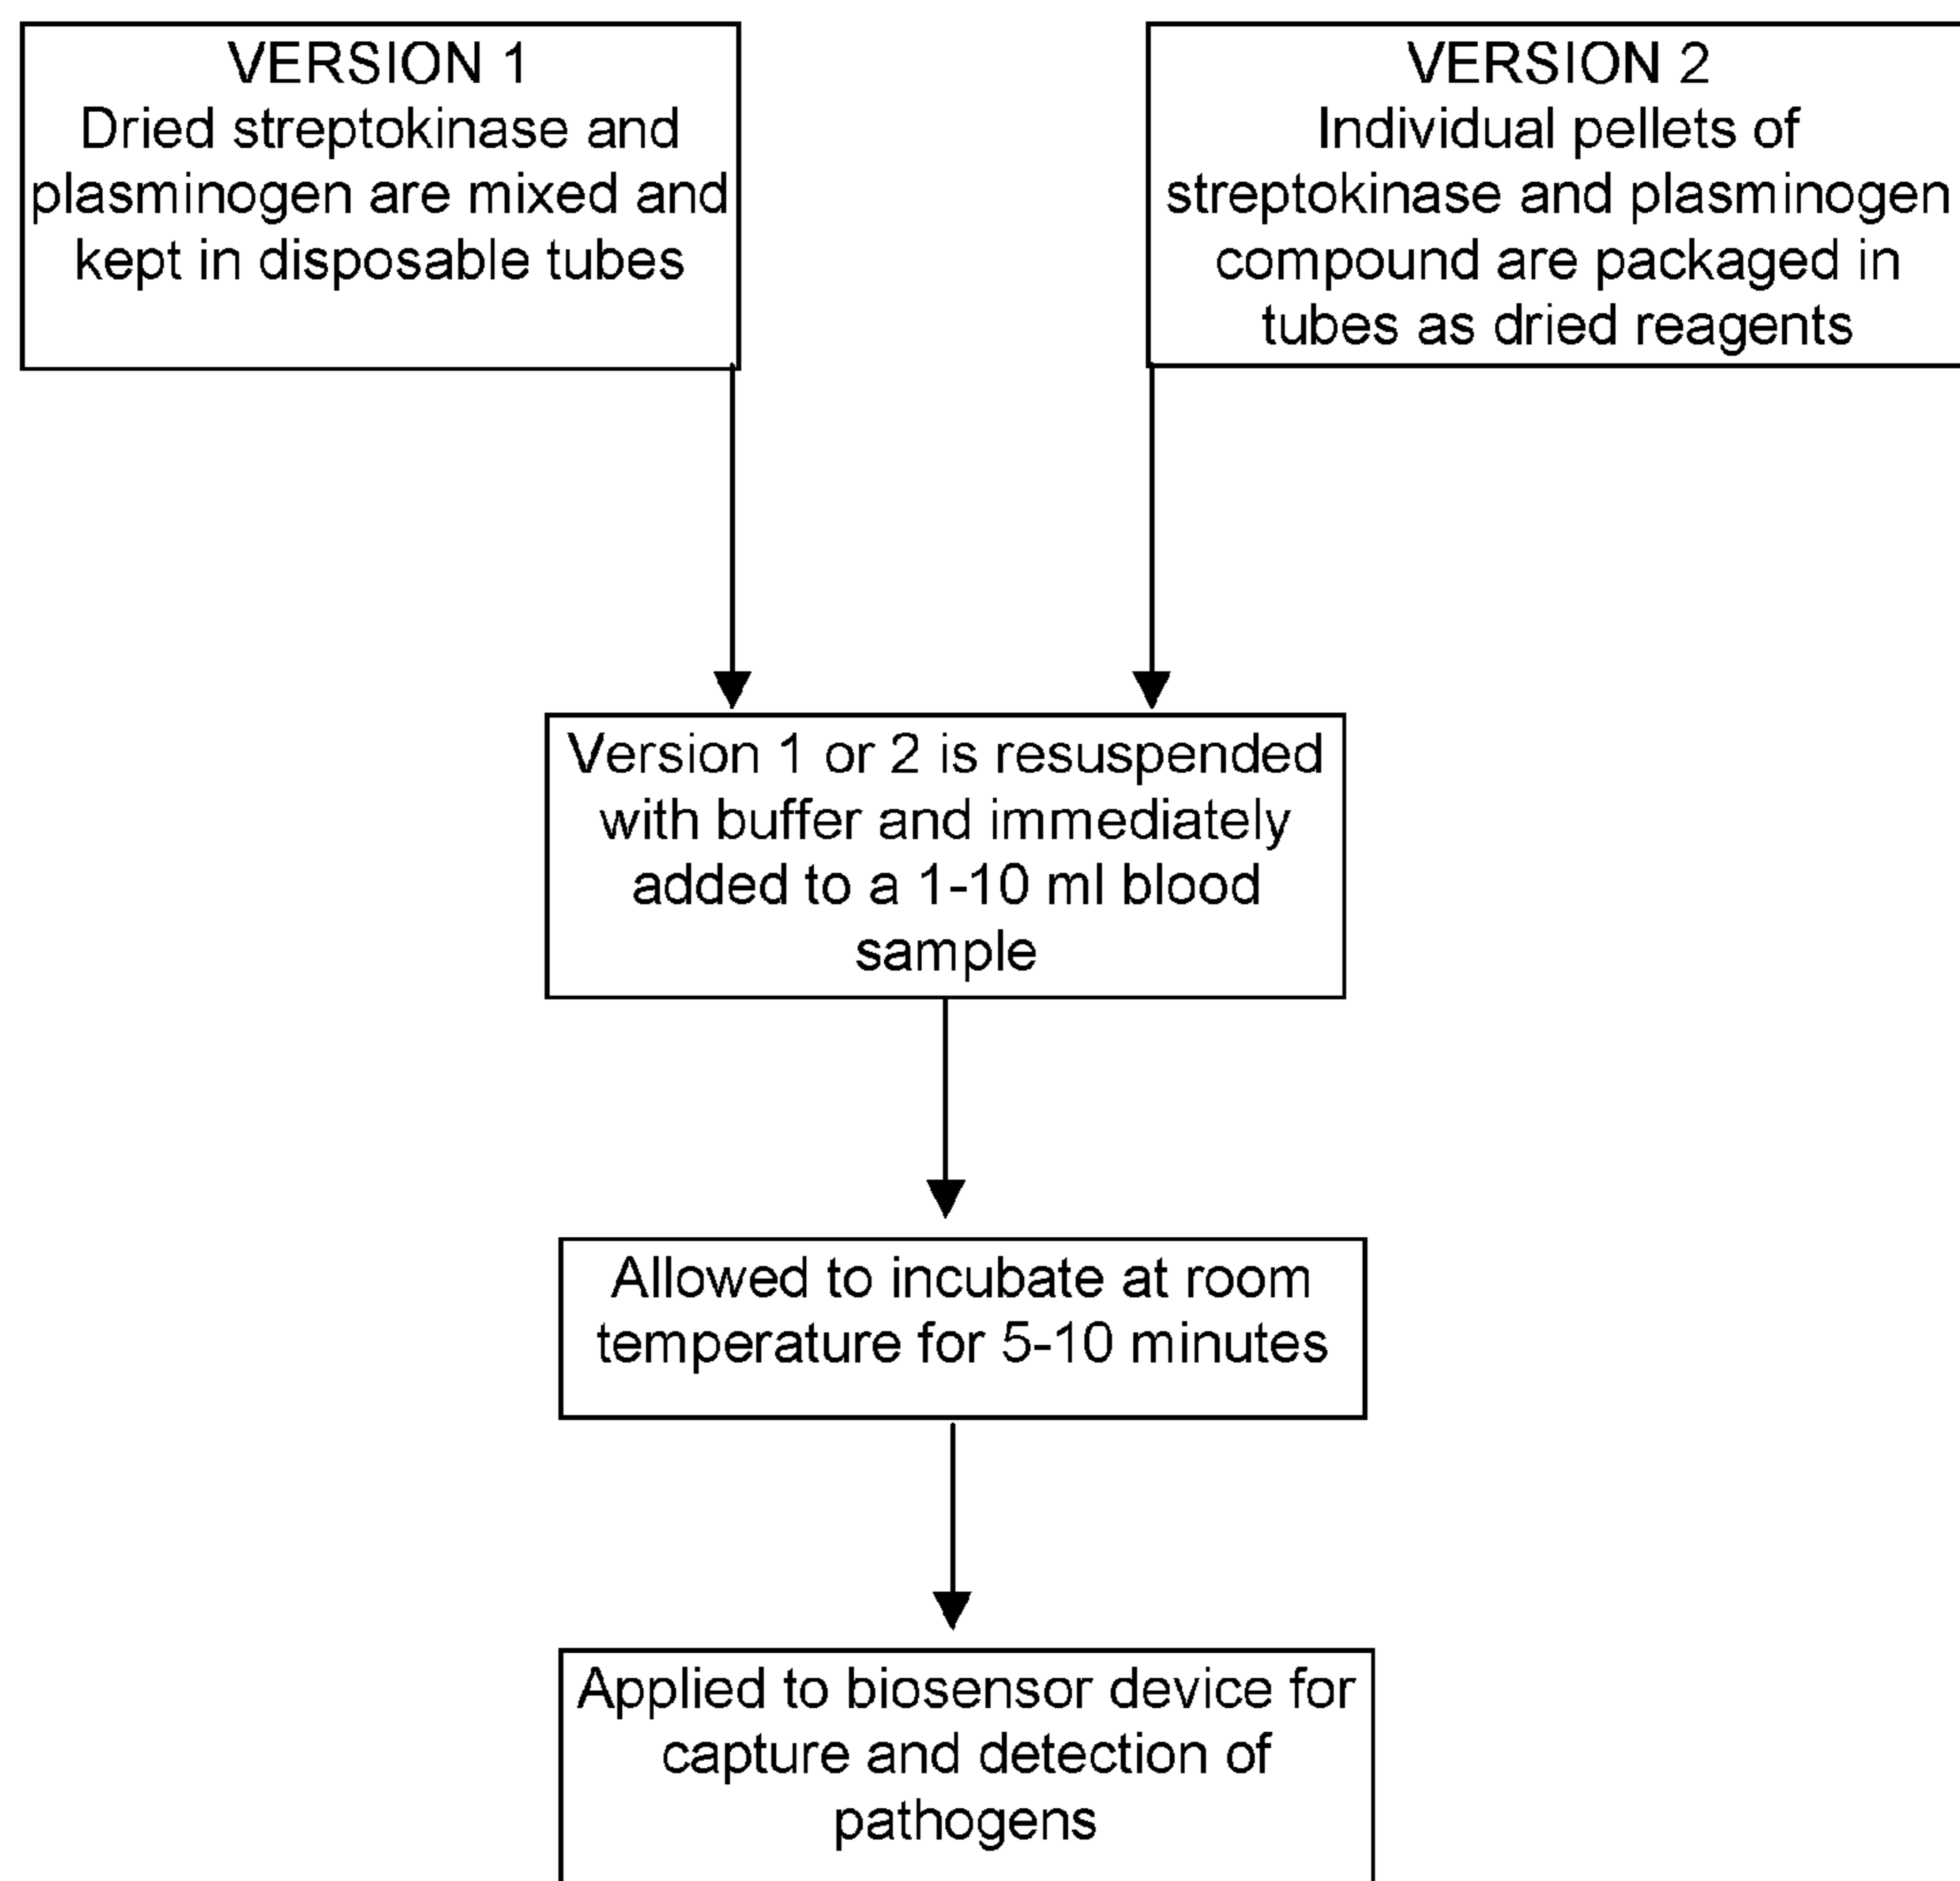 VERSION 1
Dried streptokinase and
plasminogen are mixed and
kept in disposable tubes
VERSION 2
Individual pellets of
streptokinase and plasminogen
compound are packaged in
tubes as dried reagents
Version 1 or 2 is resuspended
with buffer and immediately
added to a 1-10 ml blood
sample
Allowed to incubate at room
temperature for 5-10 minutes
Applied to biosensor device for
capture and detection of
pathogens